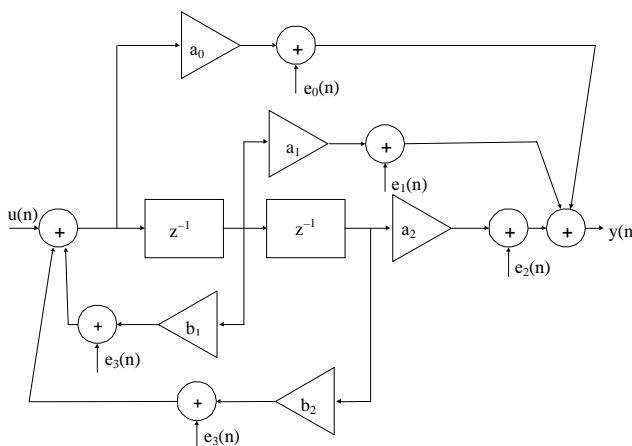 a0
+
e0(n)
a1
+
e1(n)
u(n)
+
z−1
z−1
a2
+
+
y(n
e2(n)
b1
+
e3(n)
b2
+
e3(n)